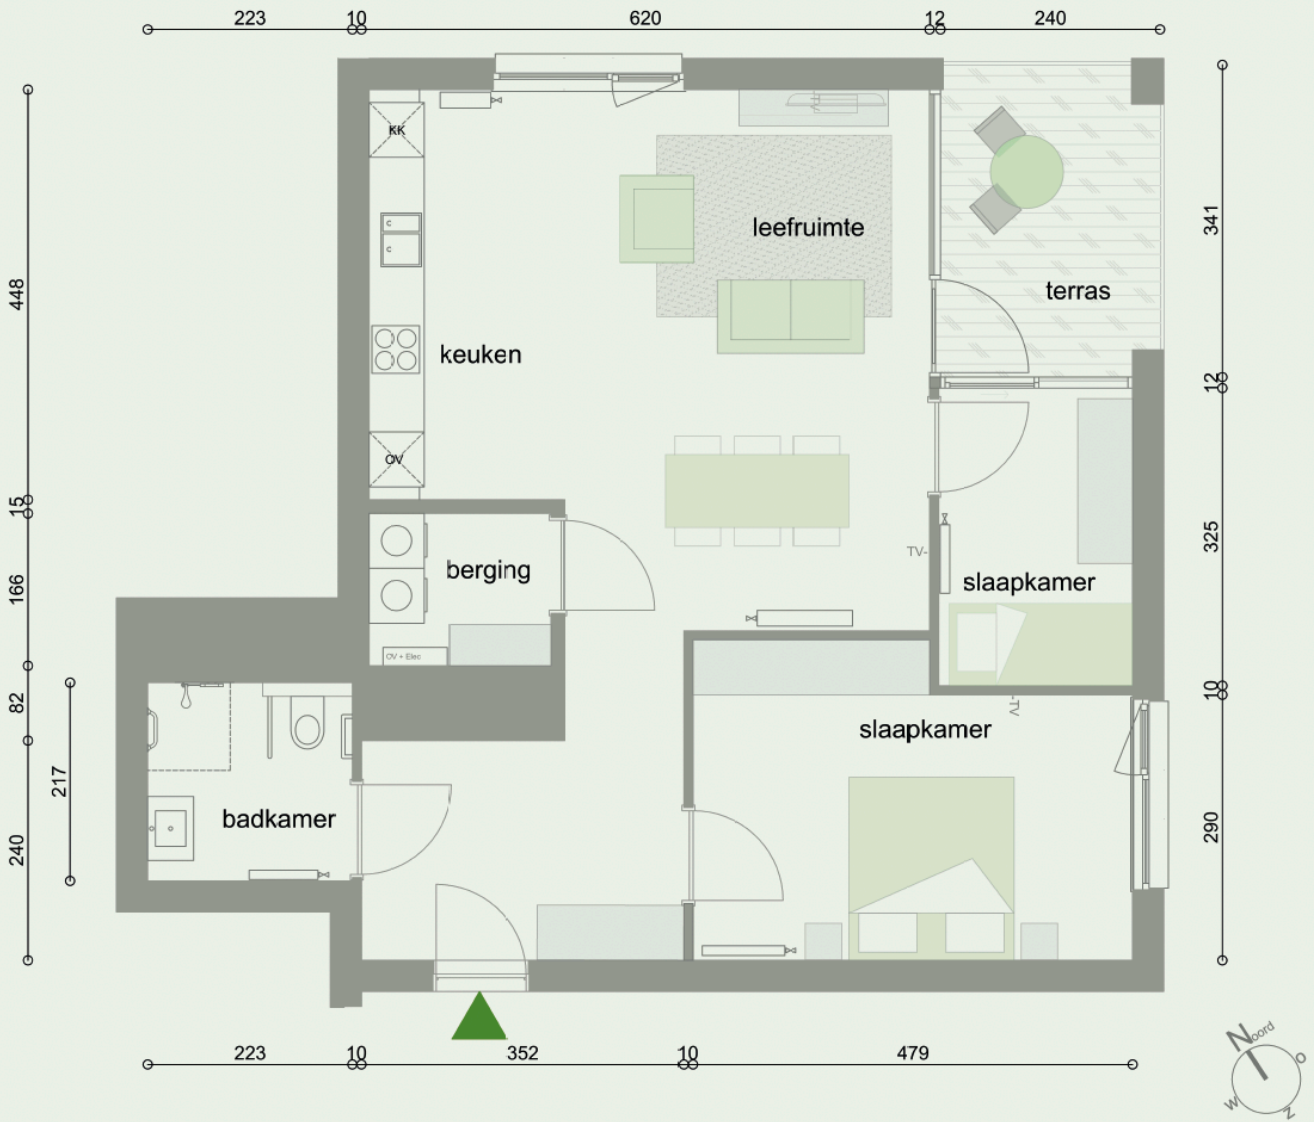 223 10 620 12 240
KK
TV
leefruimte
341
terras
448
keuken
12
OV
15
325
TV-
berging
166
slaapkamer
OV + Elec
10
82
-TV
slaapkamer
217
badkamer
290
240
Noord
O
223 10 352 10 479
W
Z